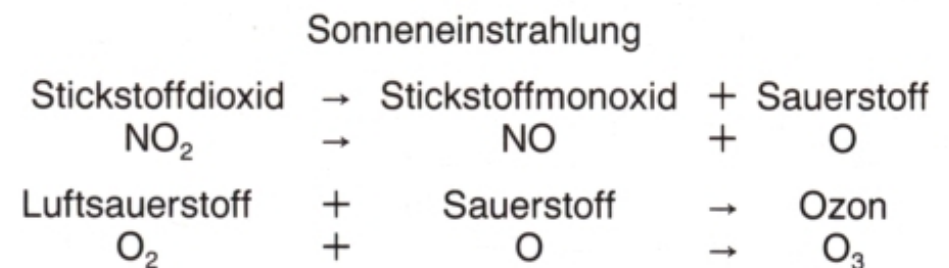 Sonneneinstrahlung
Stickstoffdioxid → Stickstoffmonoxid + Sauerstoff
NO₂ → NO + O
Luftsauerstoff + Sauerstoff → Ozon
O₂ + O → O₃